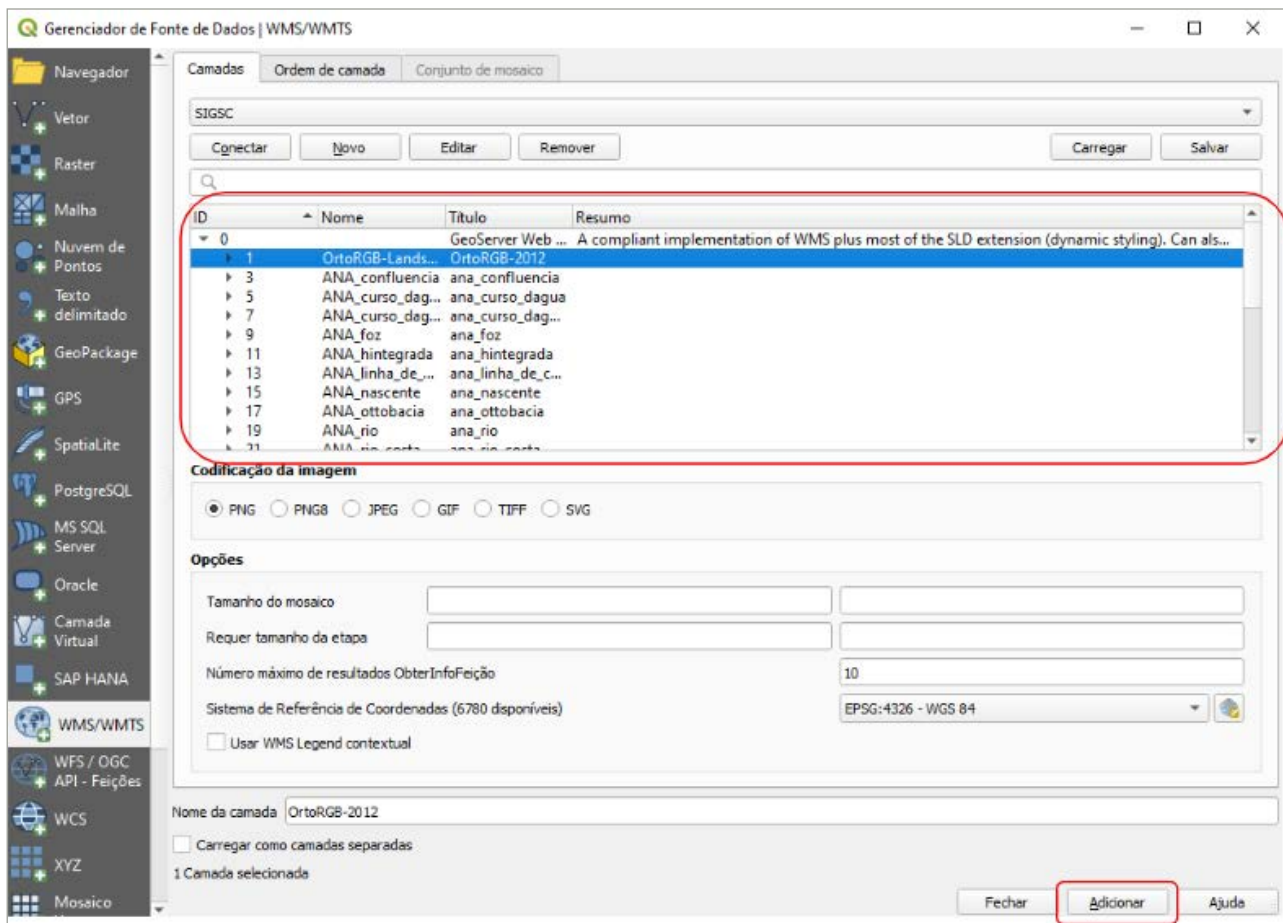 Gerenciador de Fonte de Dados | WMS/WMTS
Navegador
Vetor
Raster
Malha
Nuvem de
Pontos
Texto
delimitado
GeoPackage
GPS
SpatiaLite
PostgreSQL
MS SQL
Server
Oracle
Camada
Virtual
SAP HANA
WMS/WMTS
WFS / OGC
API - Feições
WCS
XYZ
Mosaico
Camadas Ordem de camada Conjunto de mosaico
SIGSC
Conectar Novo Editar Remover Carregar Salvar
ID Nome Título Resumo
0 GeoServer Web ... A compliant implementation of WMS plus most of the SLD extension (dynamic styling). Can als...
1 OrtoRGB-Lands... OrtoRGB-2012
3 ANA_confluencia ana_confluencia
5 ANA_curso_dag... ana_curso_dagua
7 ANA_curso_dag... ana_curso_dag...
9 ANA_foz ana_foz
11 ANA_hintegrada ana_hintegrada
13 ANA_linha_de_... ana_linha_de_c...
15 ANA_nascente ana_nascente
17 ANA_ottobacia ana_ottobacia
19 ANA_rio ana_rio
21 ANA_rio_costa ana_rio_costa
Codificação da imagem
PNG PNG8 JPEG GIF TIFF SVG
Opções
Tamanho do mosaico
Requer tamanho da etapa
Número máximo de resultados ObterInfoFeição 10
Sistema de Referência de Coordenadas (6780 disponíveis) EPSG:4326 - WGS 84
Usar WMS Legend contextual
Nome da camada OrtoRGB-2012
Carregar como camadas separadas
1 Camada selecionada
Fechar Adicionar Ajuda